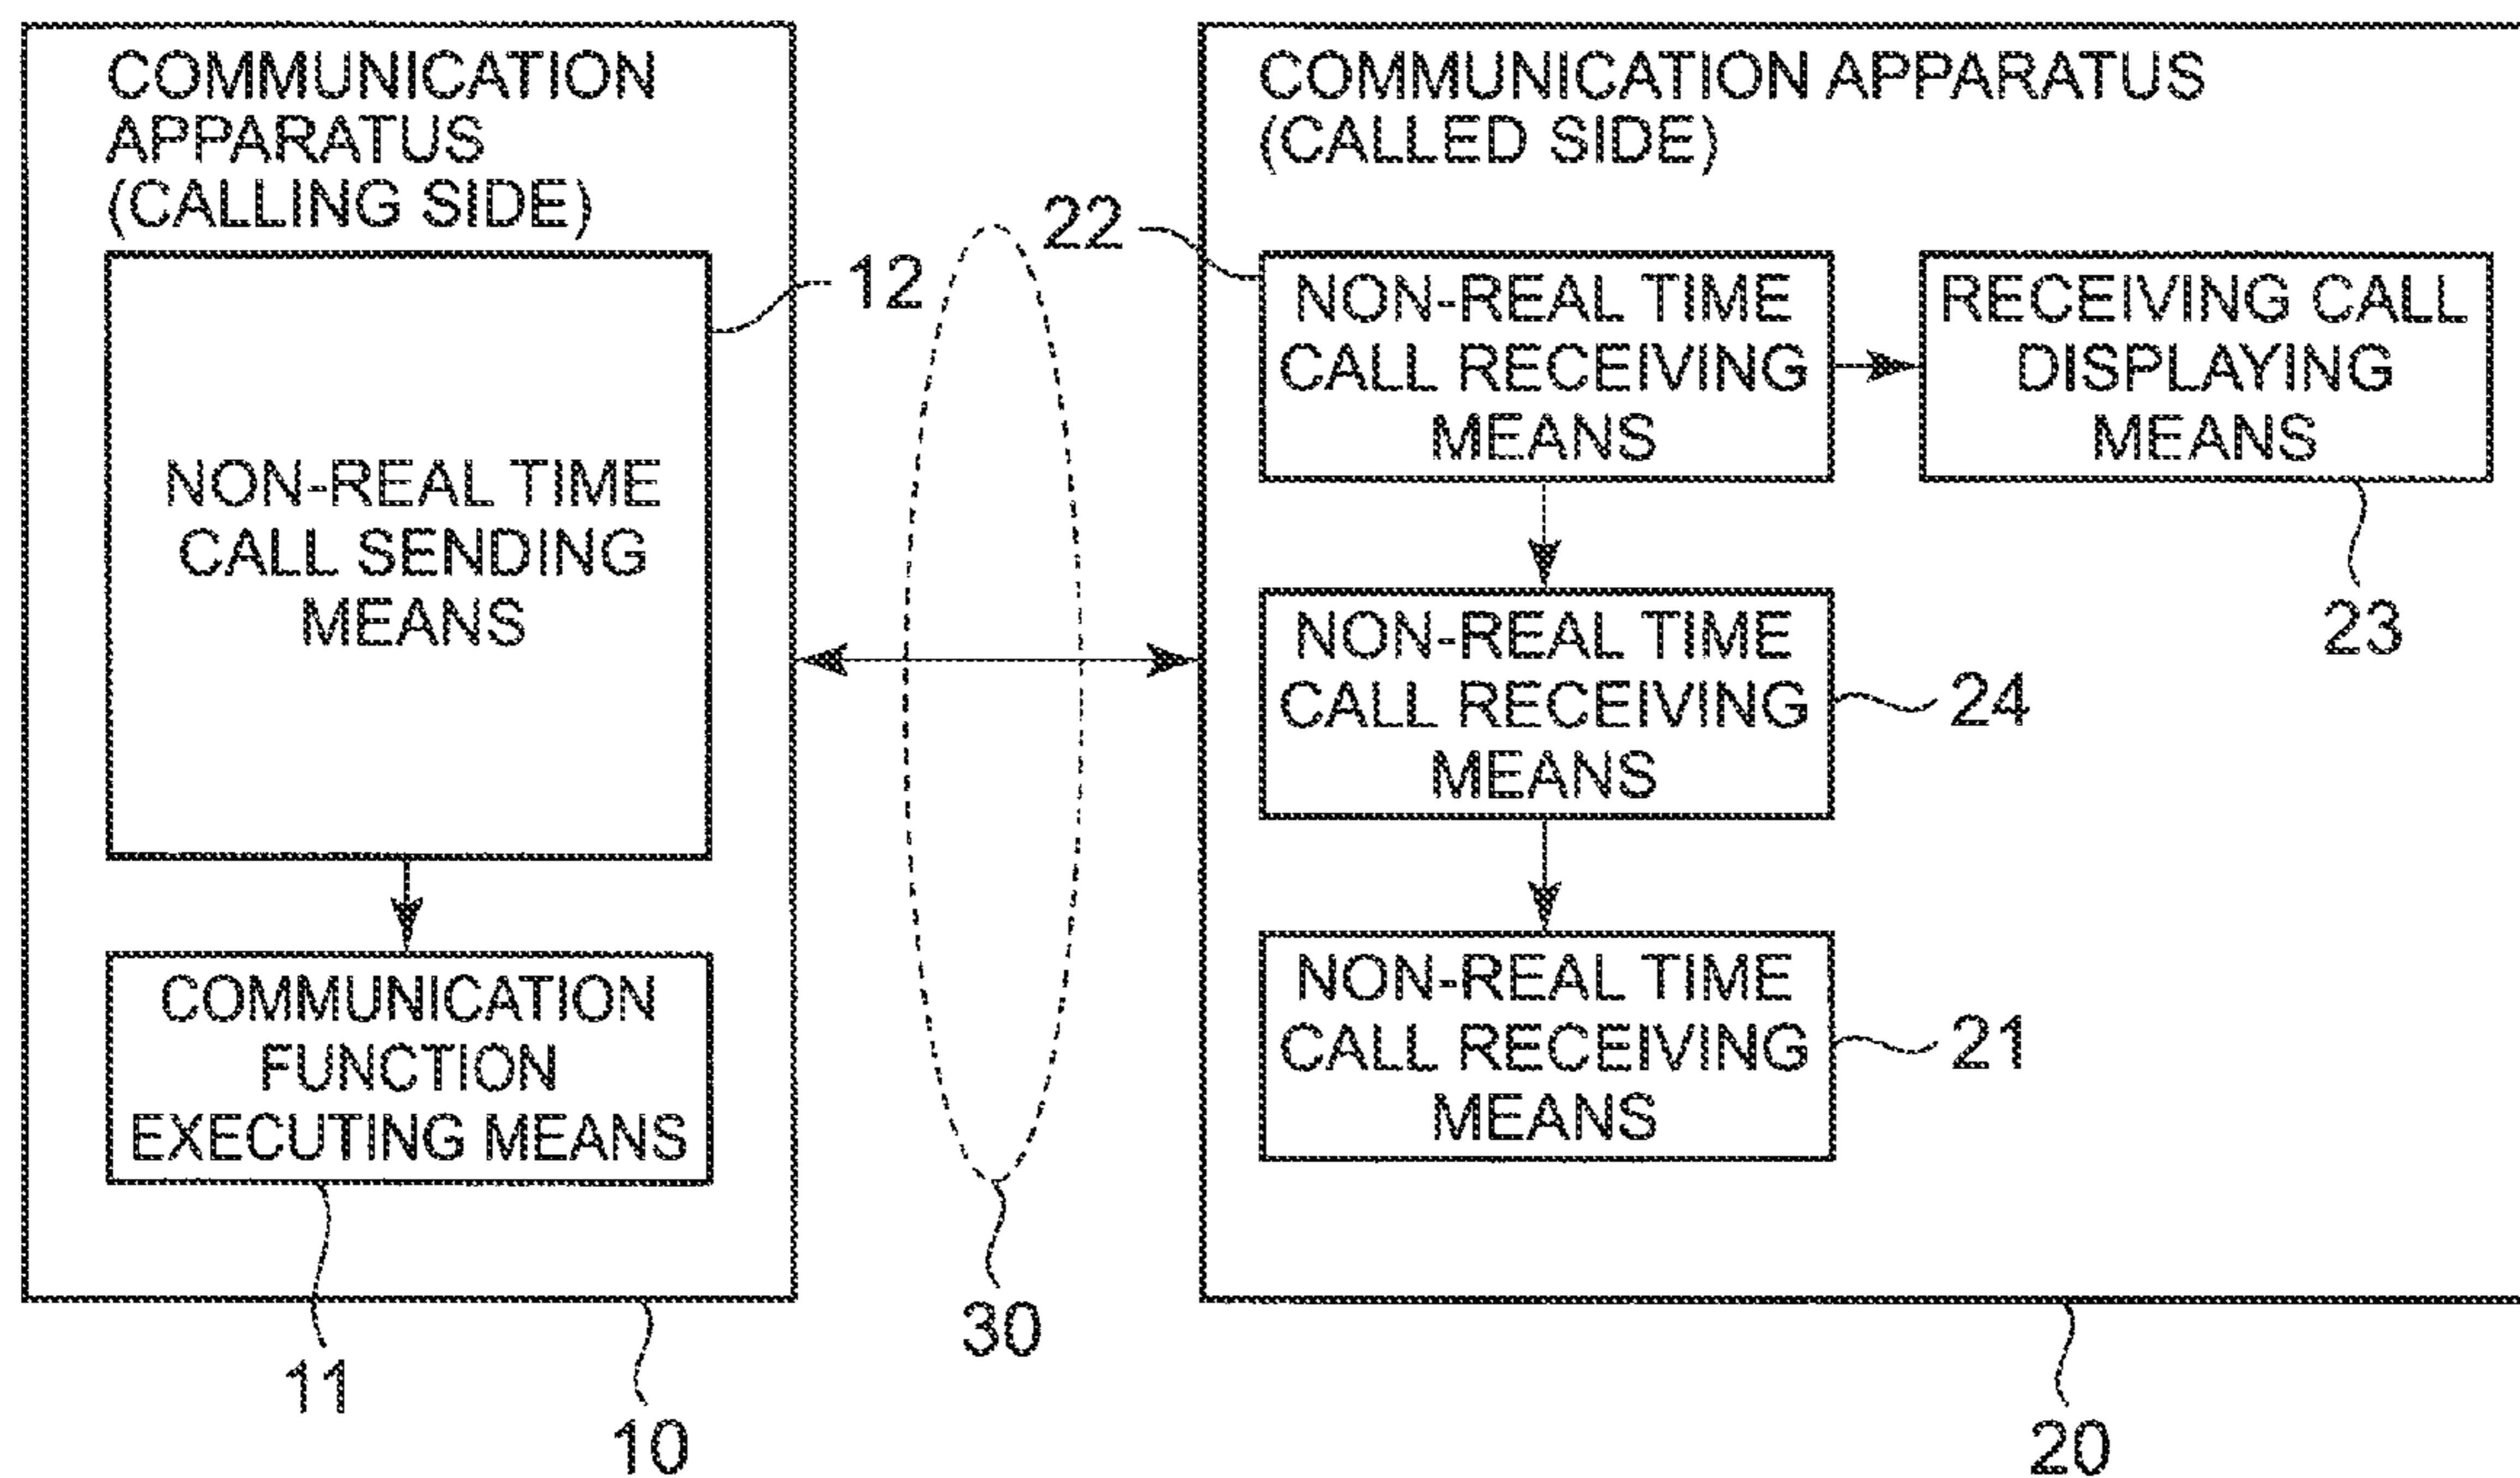 COMMUNICATION
APPARATUS
(CALLING SIDE)
12
NON-REAL TIME
CALL SENDING
MEANS
COMMUNICATION
FUNCTION
EXECUTING MEANS
11
10
30
COMMUNICATION APPARATUS
(CALLED SIDE)
22
NON-REAL TIME
CALL RECEIVING
MEANS
RECEIVING CALL
DISPLAYING
MEANS
23
NON-REAL TIME
CALL RECEIVING
MEANS
24
NON-REAL TIME
CALL RECEIVING
MEANS
21
20